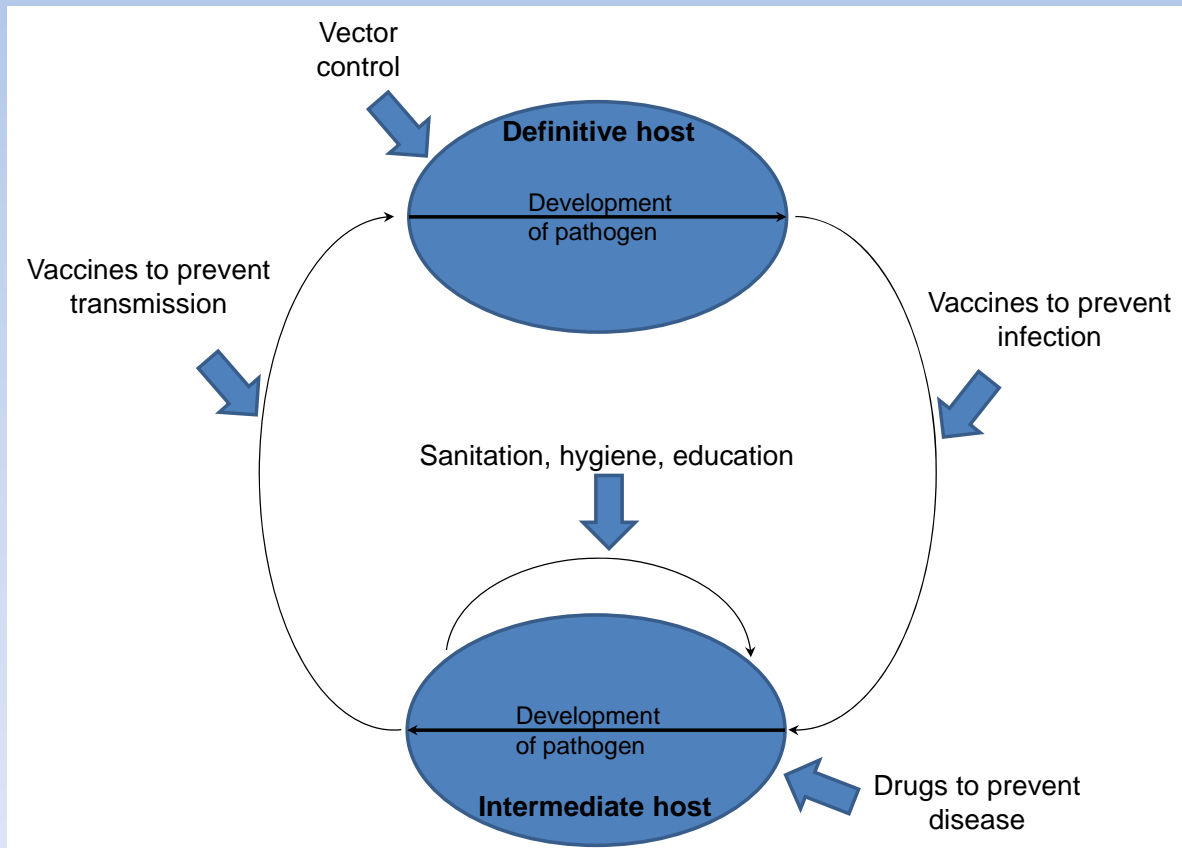 Vector
control
Definitive host
Development
of pathogen
Vaccines to prevent
transmission
Vaccines to prevent
infection
Sanitation, hygiene, education
Development
of pathogen
Intermediate host
Drugs to prevent
disease